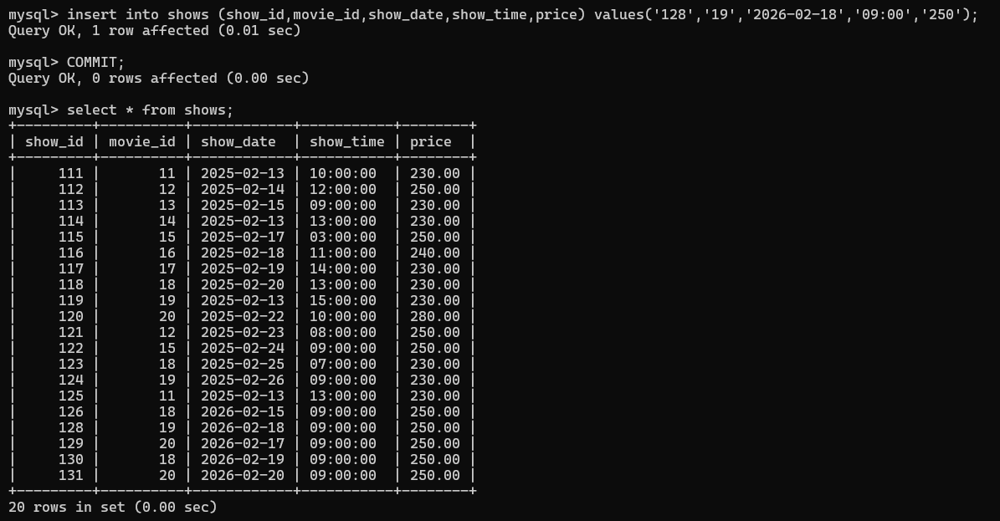 mysql> insert into shows (show_id,movie_id,show_date,show_time,price) values('128','19','2026-02-18','09:00','250');
Query OK, 1 row affected (0.01 sec)

mysql> COMMIT;
Query OK, 0 rows affected (0.00 sec)

mysql> select * from shows;
+---------+----------+------------+-----------+--------+
| show_id | movie_id | show_date  | show_time | price  |
+---------+----------+------------+-----------+--------+
|     111 |       11 | 2025-02-13 | 10:00:00  | 230.00 |
|     112 |       12 | 2025-02-14 | 12:00:00  | 250.00 |
|     113 |       13 | 2025-02-15 | 09:00:00  | 230.00 |
|     114 |       14 | 2025-02-13 | 13:00:00  | 230.00 |
|     115 |       15 | 2025-02-17 | 03:00:00  | 250.00 |
|     116 |       16 | 2025-02-18 | 11:00:00  | 240.00 |
|     117 |       17 | 2025-02-19 | 14:00:00  | 230.00 |
|     118 |       18 | 2025-02-20 | 13:00:00  | 230.00 |
|     119 |       19 | 2025-02-13 | 15:00:00  | 230.00 |
|     120 |       20 | 2025-02-22 | 10:00:00  | 280.00 |
|     121 |       12 | 2025-02-23 | 08:00:00  | 250.00 |
|     122 |       15 | 2025-02-24 | 09:00:00  | 250.00 |
|     123 |       18 | 2025-02-25 | 07:00:00  | 230.00 |
|     124 |       19 | 2025-02-26 | 09:00:00  | 230.00 |
|     125 |       11 | 2025-02-13 | 13:00:00  | 230.00 |
|     126 |       18 | 2026-02-15 | 09:00:00  | 250.00 |
|     128 |       19 | 2026-02-18 | 09:00:00  | 250.00 |
|     129 |       20 | 2026-02-17 | 09:00:00  | 250.00 |
|     130 |       18 | 2026-02-19 | 09:00:00  | 250.00 |
|     131 |       20 | 2026-02-20 | 09:00:00  | 250.00 |
+---------+----------+------------+-----------+--------+
20 rows in set (0.00 sec)